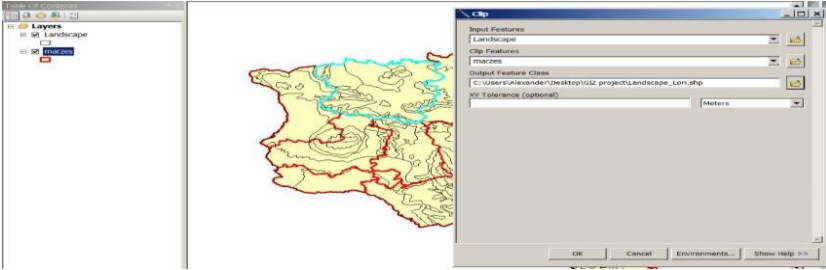 Table Of Contents
Layers
Landscape
marzes
Clip
Input Features
Landscape
Clip Features
marzes
Output Feature Class
C:\Users\Alexander\Desktop\GIZ project\Landscape_Lori.shp
XY Tolerance (optional)
Meters
OK
Cancel
Environments...
Show Help >>